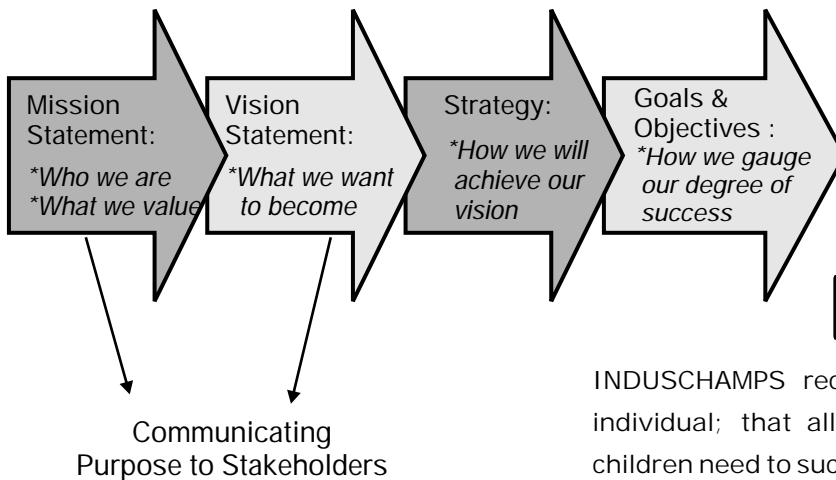 Mission
Statement:
*Who we are
*What we value
Vision
Statement:
*What we want
to become
Strategy:
*How we will
achieve our
vision
Goals &
Objectives :
*How we gauge
our degree of
success
Communicating
Purpose to Stakeholders
INDUSCHAMPS
individual; that all
children need to